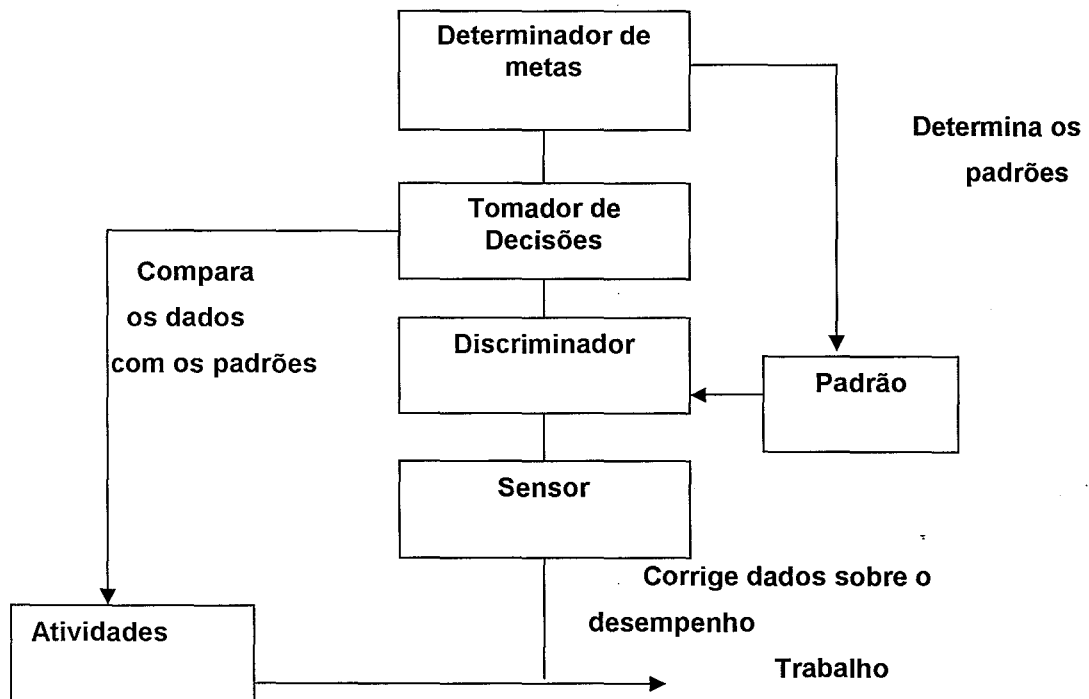 Determinador de
metas
Determina os
padrões
Tomador de
Decisões
Compara
os dados
com os padrões
Discriminador
Padrão
Sensor
Corrige dados sobre o
desempenho
Atividades
Trabalho